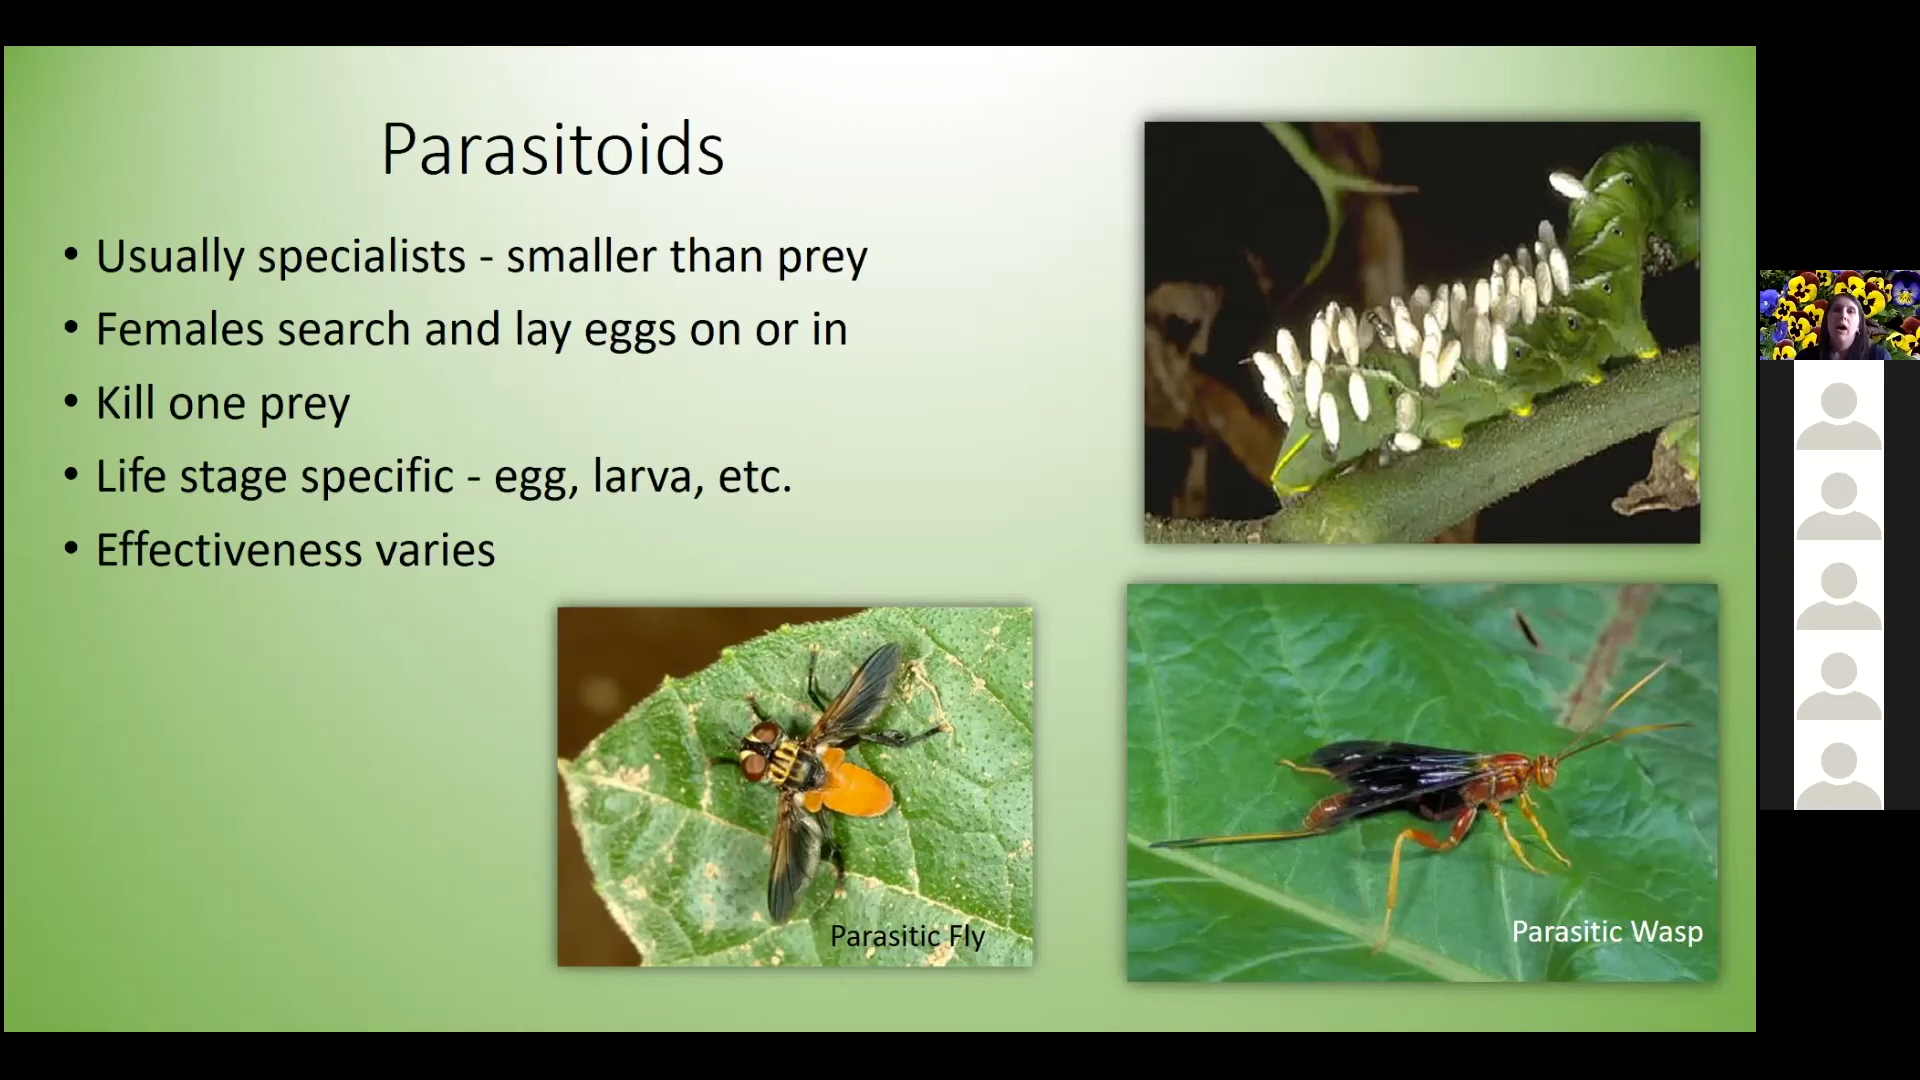 Parasitoids
• Usually specialists - smaller than prey
• Females search and lay eggs on or in
• Kill one prey
• Life stage specific - egg, larva, etc.
• Effectiveness varies
Parasitic Fly
Parasitic Wasp